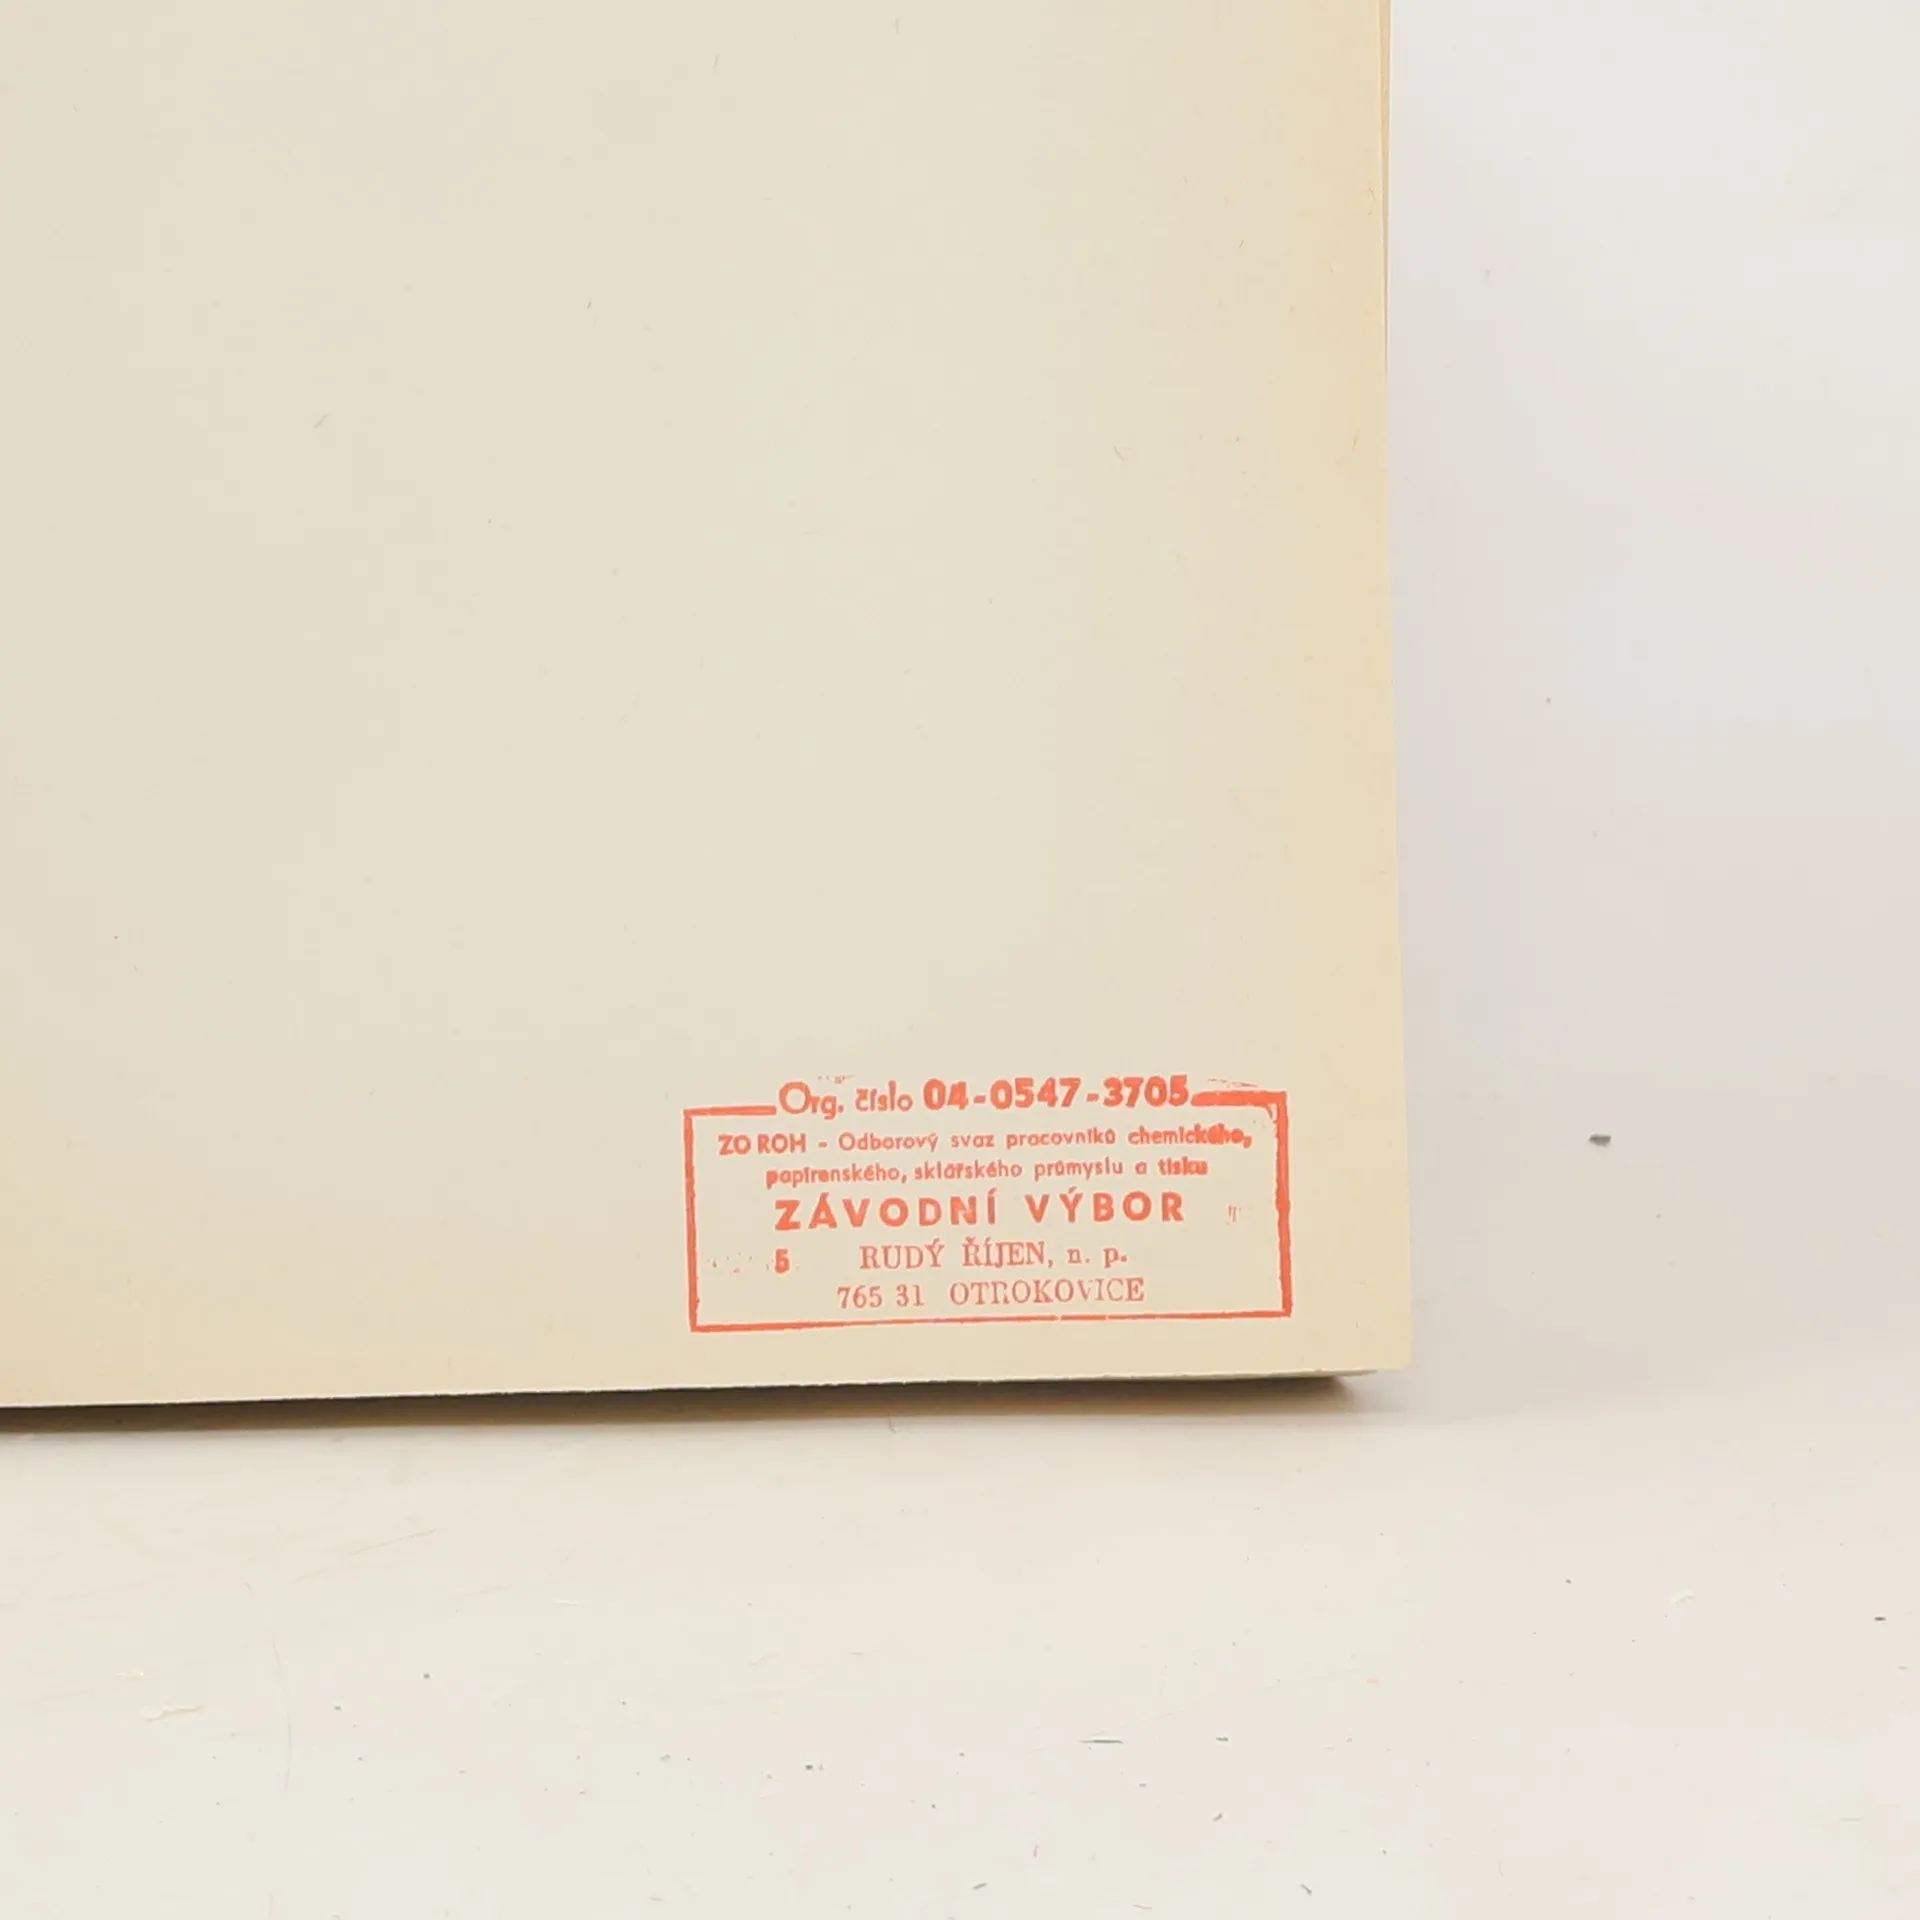 Org. číslo 04-0547-3705
ZO ROH - Odborový svaz pracovníků chemického,
papírenského, sklářského průmyslu a tisku
ZÁVODNÍ VÝBOR
5 RUDÝ ŘÍJEN, n. p.
765 31 OTROKOVICE